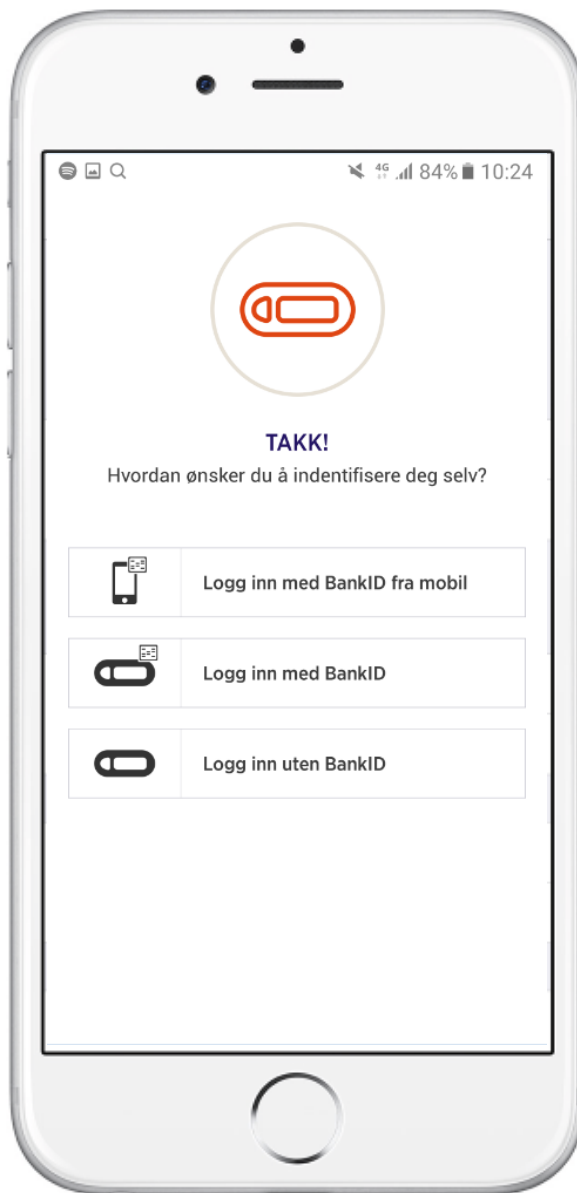 4G 84% 10:24
TAKK!
Hvordan ønsker du å indentifisere deg selv?
Logg inn med BankID fra mobil
Logg inn med BankID
Logg inn uten BankID